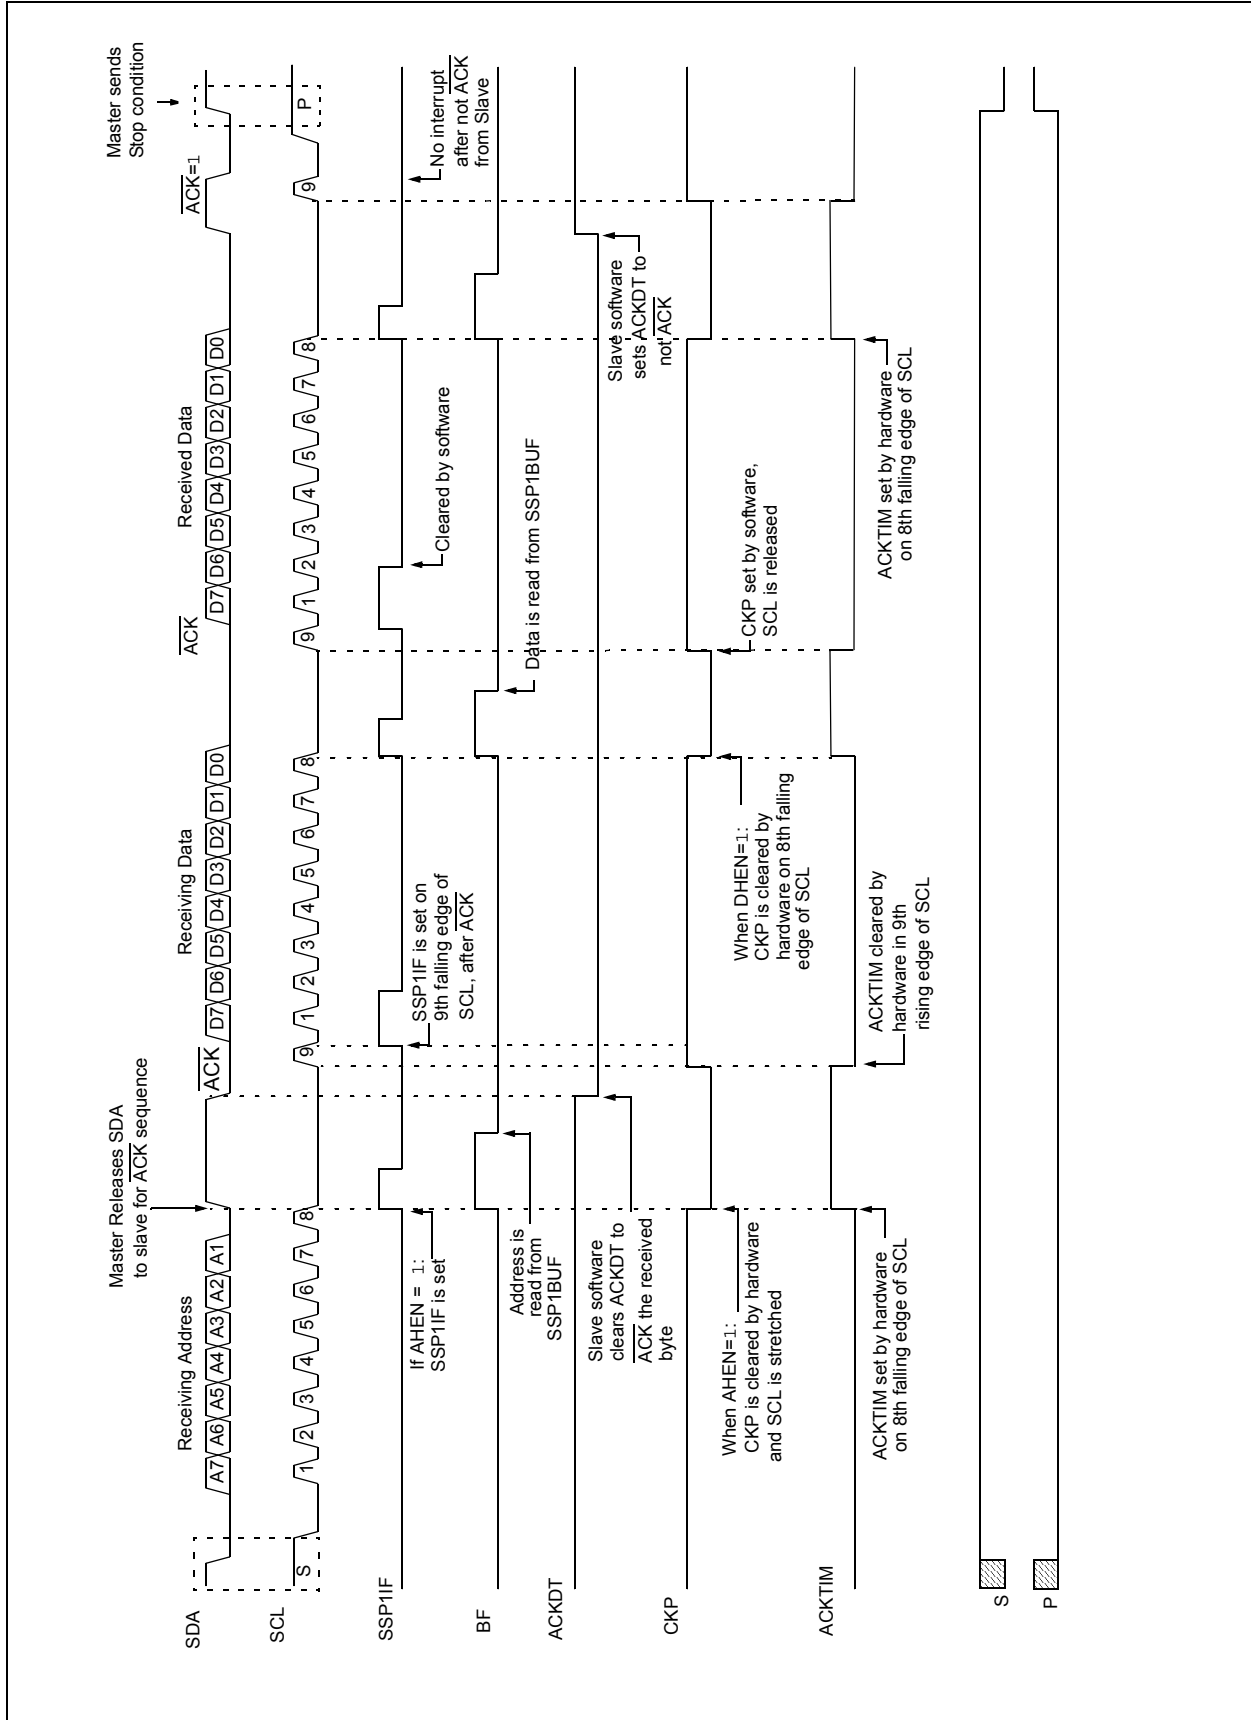 Master Releases SDA
to slave for ACK sequence
Master sends
Stop condition
Receiving Address
Receiving Data
Received Data
ACK
ACK
ACK=1
SDA
A7 A6 A5 A4 A3 A2 A1
D7 D6 D5 D4 D3 D2 D1 D0
D7 D6 D5 D4 D3 D2 D1 D0
SCL
S
1 2 3 4 5 6 7 8 9
1 2 3 4 5 6 7 8 9
1 2 3 4 5 6 7 8 9
P
SSP1IF
If AHEN = 1:
SSP1IF is set
SSP1IF is set on
9th falling edge of
SCL, after ACK
Cleared by software
No interrupt
after not ACK
from Slave
BF
Address is
read from
SSP1BUF
Data is read from SSP1BUF
ACKDT
Slave software
clears ACKDT to
ACK the received
byte
Slave software
sets ACKDT to
not ACK
CKP
When AHEN=1:
CKP is cleared by hardware
and SCL is stretched
When DHEN=1:
CKP is cleared by
hardware on 8th falling
edge of SCL
CKP set by software,
SCL is released
ACKTIM
ACKTIM set by hardware
on 8th falling edge of SCL
ACKTIM cleared by
hardware in 9th
rising edge of SCL
ACKTIM set by hardware
on 8th falling edge of SCL
S
P